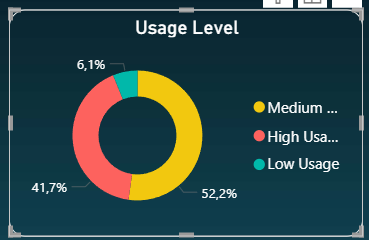 Usage Level
6,1%
Medium ...
High Usa...
Low Usage
41,7%
52,2%